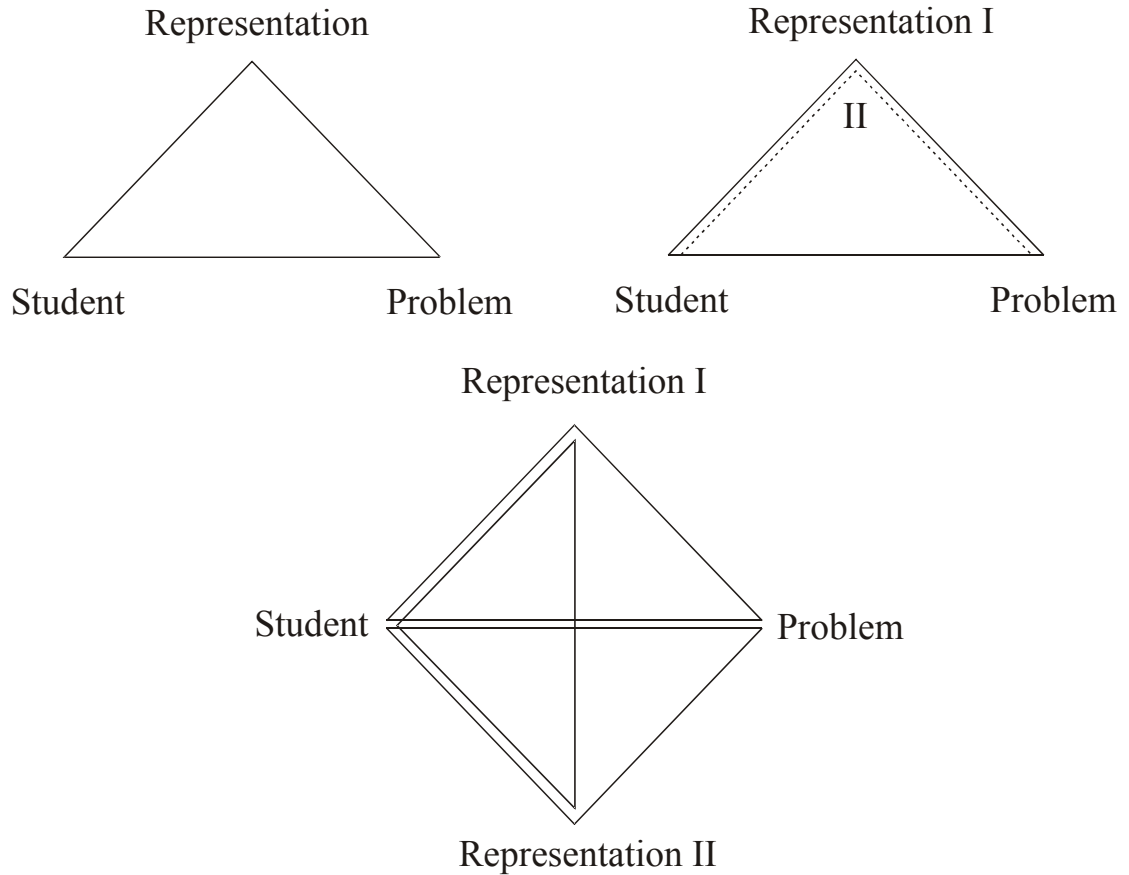 Representation
Student
Problem
Representation I
II
Student
Problem
Representation I
Student
Problem
Representation II